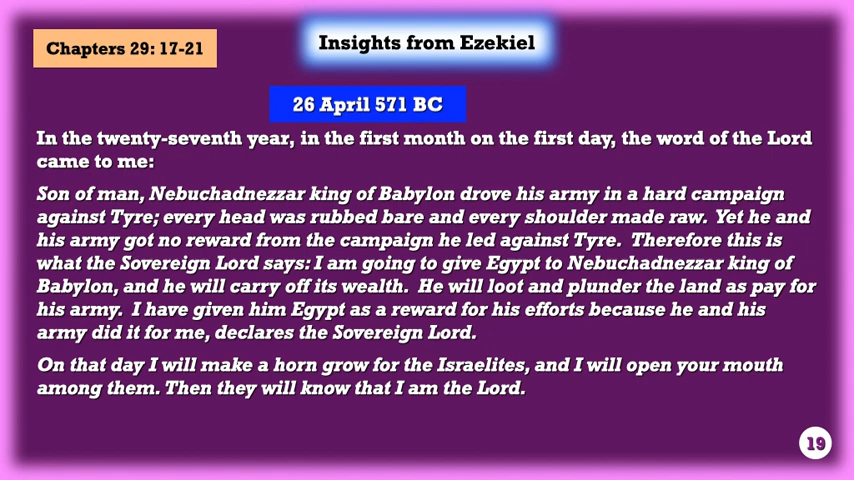 Chapters 29: 17-21
Insights from Ezekiel
26 April 571 BC
In the twenty-seventh year, in the first month on the first day, the word of the Lord
came to me:
Son of man, Nebuchadnezzar king of Babylon drove his army in a hard campaign
against Tyre; every head was rubbed bare and every shoulder made raw. Yet he and
his army got no reward from the campaign he led against Tyre. Therefore this is
what the Sovereign Lord says: I am going to give Egypt to Nebuchadnezzar king of
Babylon, and he will carry off its wealth. He will loot and plunder the land as pay for
his army. I have given him Egypt as a reward for his efforts because he and his
army did it for me, declares the Sovereign Lord.
On that day I will make a horn grow for the Israelites, and I will open your mouth
among them. Then they will know that I am the Lord.
19